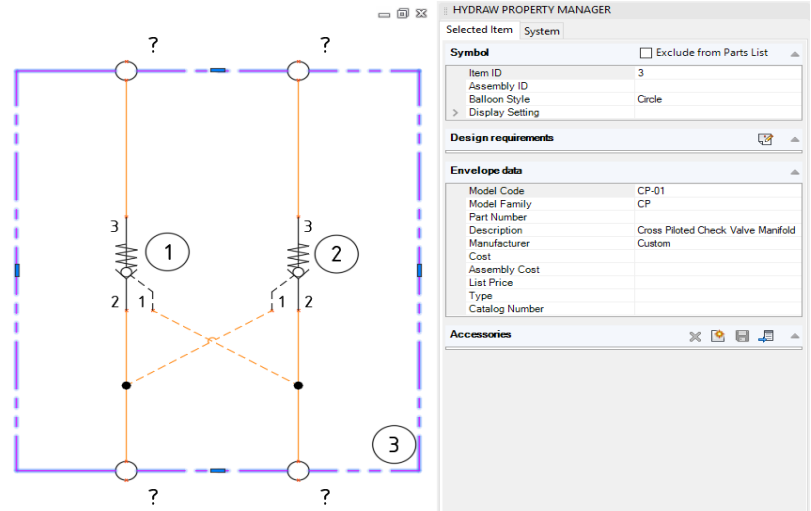 ? ?
3 3
1 2
2 1 1 2
3
? ?
HYDRAW PROPERTY MANAGER
Selected Item System
Symbol Exclude from Parts List
Item ID 3
Assembly ID
Balloon Style Circle
Display Setting
Design requirements
Envelope data
Model Code CP-01
Model Family CP
Part Number
Description Cross Piloted Check Valve Manifold
Manufacturer Custom
Cost
Assembly Cost
List Price
Type
Catalog Number
Accessories